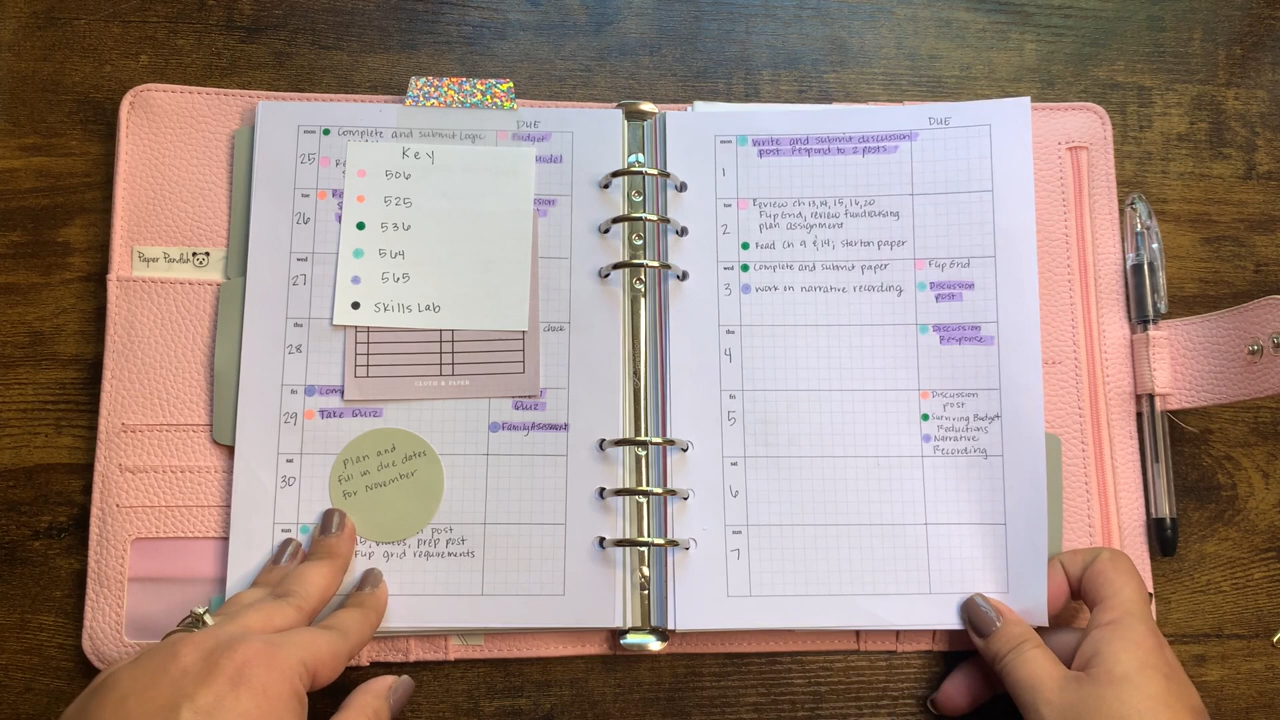 DUE
mon
Complete and submit Logic
Budget
25
Key
506
525
536
564
565
Skills Lab
tue
26
wed
27
thu
28
check
CLOTH & PAPER
fri
29
Take Quiz
Quiz
Family Assessment
sat
30
Plan and
fill in due dates
for November
sun
post
prep post
Flip grid requirements
Paper Panduh
DUE
mon
1
Write and submit discussion
post. Respond to 2 posts
tue
2
Review ch 13, 14, 15, 16, 20
Flip Grid, review fundraising
plan assignment
Read Ch 9 & 14; start on paper
wed
3
Complete and submit paper
Flip Grid
Work on narrative recording
Discussion
post
thu
4
Discussion
Response
fri
5
Discussion
post
Surviving Budget
Reductions
Narrative
Recording
sat
6
sun
7